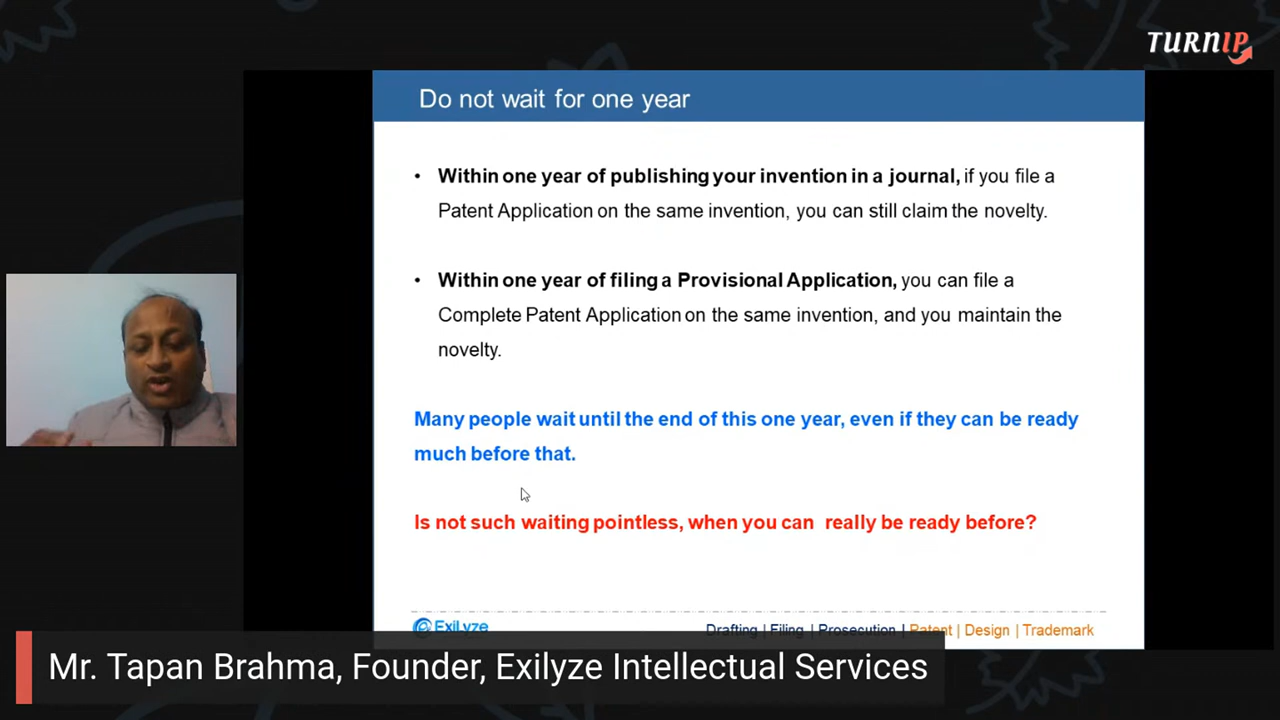 TURNIP
Do not wait for one year
• Within one year of publishing your invention in a journal, if you file a
Patent Application on the same invention, you can still claim the novelty.
• Within one year of filing a Provisional Application, you can file a
Complete Patent Application on the same invention, and you maintain the
novelty.
Many people wait until the end of this one year, even if they can be ready
much before that.
Is not such waiting pointless, when you can really be ready before?
ExiLyze
Drafting | Filing | Prosecution | Patent | Design | Trademark
Mr. Tapan Brahma, Founder, Exilyze Intellectual Services